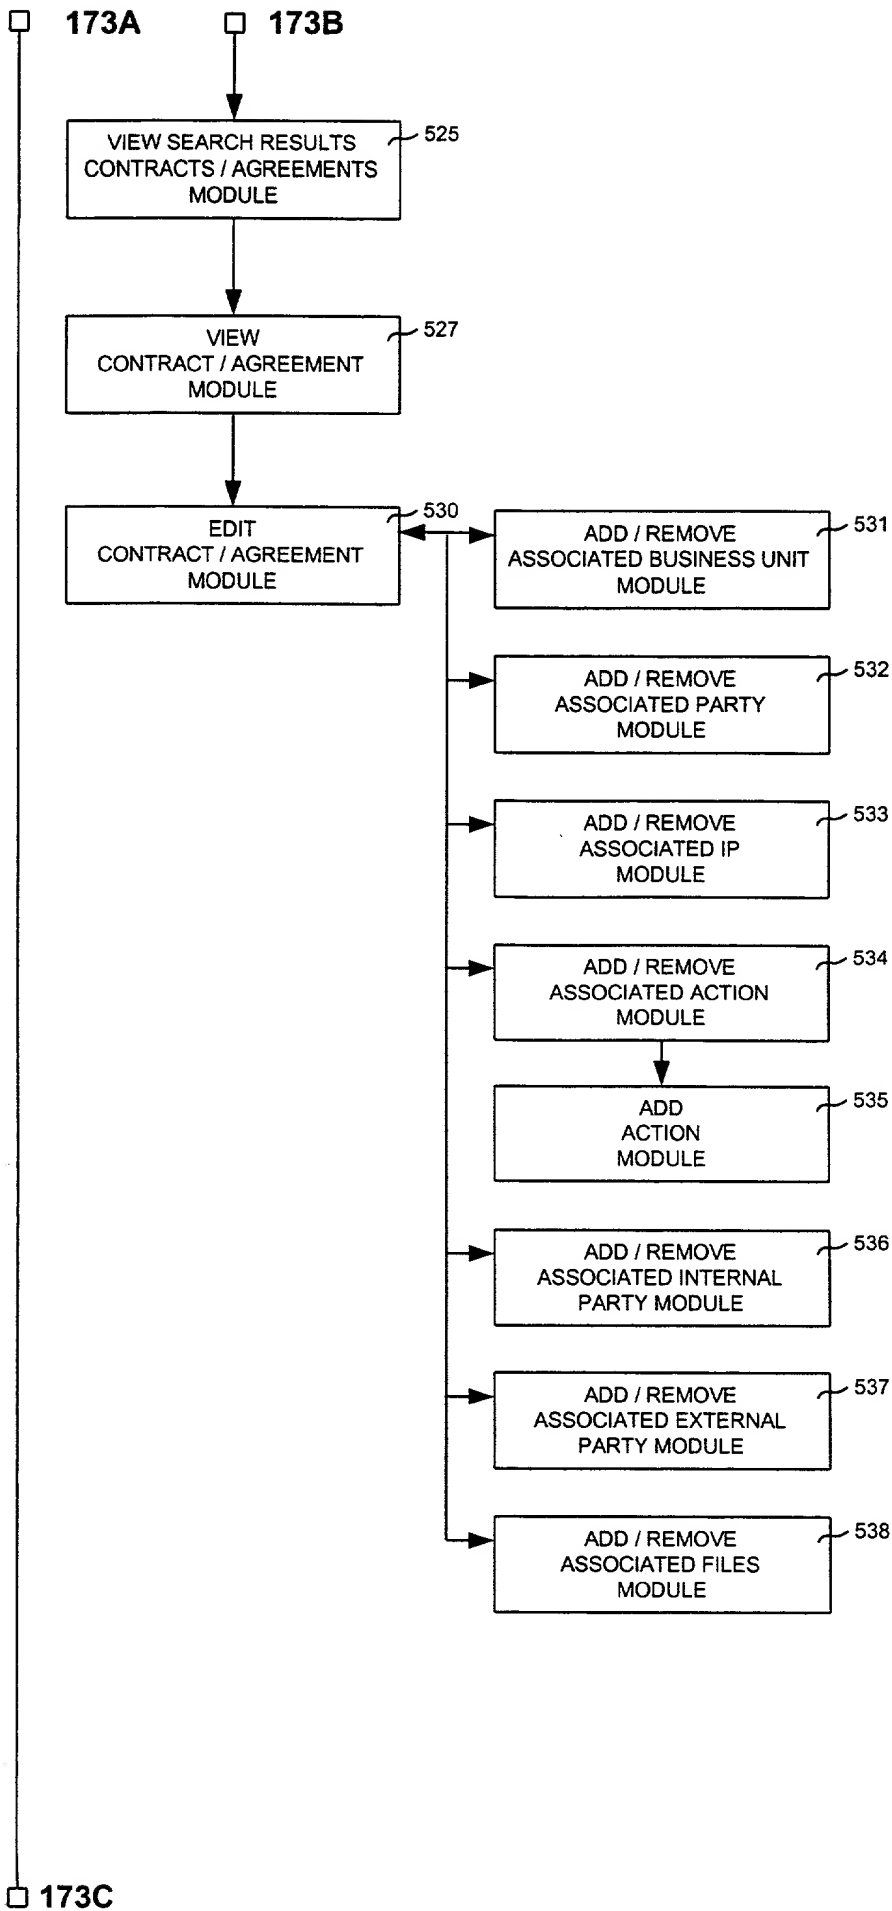 173A
173B
VIEW SEARCH RESULTS
CONTRACTS / AGREEMENTS
MODULE
525
VIEW
CONTRACT / AGREEMENT
MODULE
527
EDIT
CONTRACT / AGREEMENT
MODULE
530
ADD / REMOVE
ASSOCIATED BUSINESS UNIT
MODULE
531
ADD / REMOVE
ASSOCIATED PARTY
MODULE
532
ADD / REMOVE
ASSOCIATED IP
MODULE
533
ADD / REMOVE
ASSOCIATED ACTION
MODULE
534
ADD
ACTION
MODULE
535
ADD / REMOVE
ASSOCIATED INTERNAL
PARTY MODULE
536
ADD / REMOVE
ASSOCIATED EXTERNAL
PARTY MODULE
537
ADD / REMOVE
ASSOCIATED FILES
MODULE
538
173C